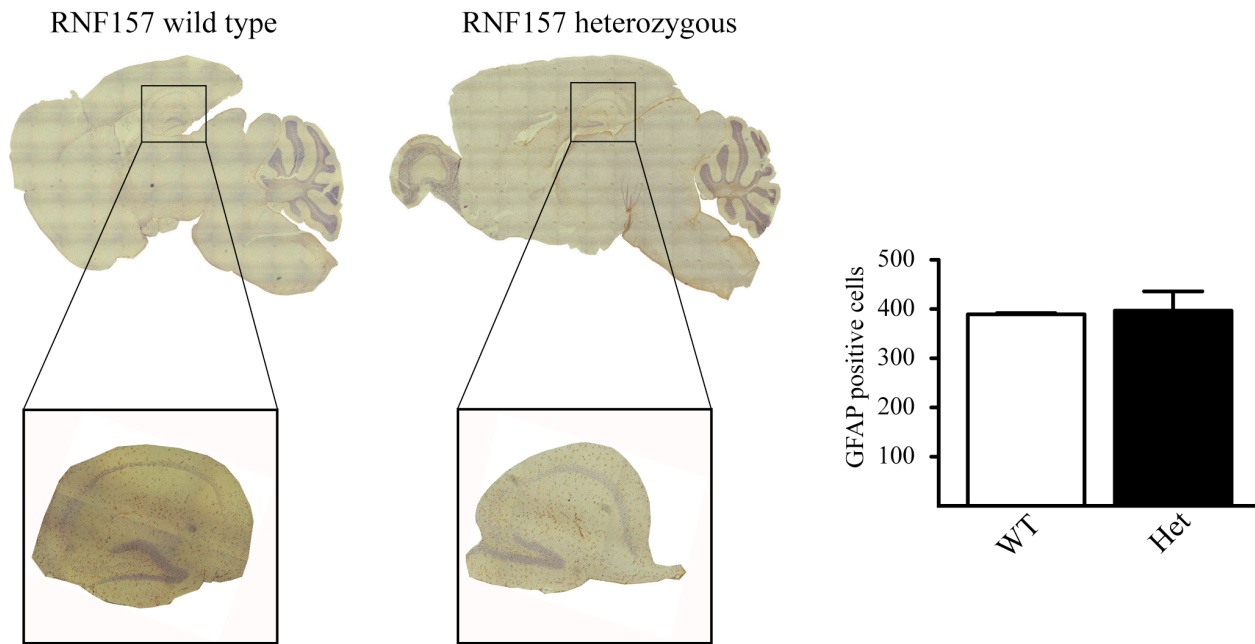 RNF157 wild type
RNF157 heterozygous
GFAP positive cells
500
400
300
200
100
WT
Het